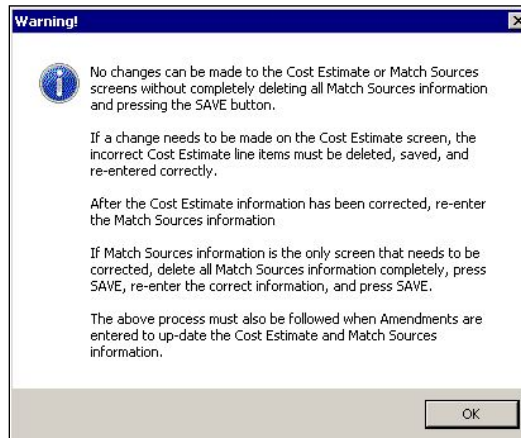 Warning!
No changes can be made to the Cost Estimate or Match Sources
screens without completely deleting all Match Sources information
and pressing the SAVE button.
If a change needs to be made on the Cost Estimate screen, the
incorrect Cost Estimate line items must be deleted, saved, and
re-entered correctly.
After the Cost Estimate information has been corrected, re-enter
the Match Sources information
If Match Sources information is the only screen that needs to be
corrected, delete all Match Sources information completely, press
SAVE, re-enter the correct information, and press SAVE.
The above process must also be followed when Amendments are
entered to up-date the Cost Estimate and Match Sources
information.
OK